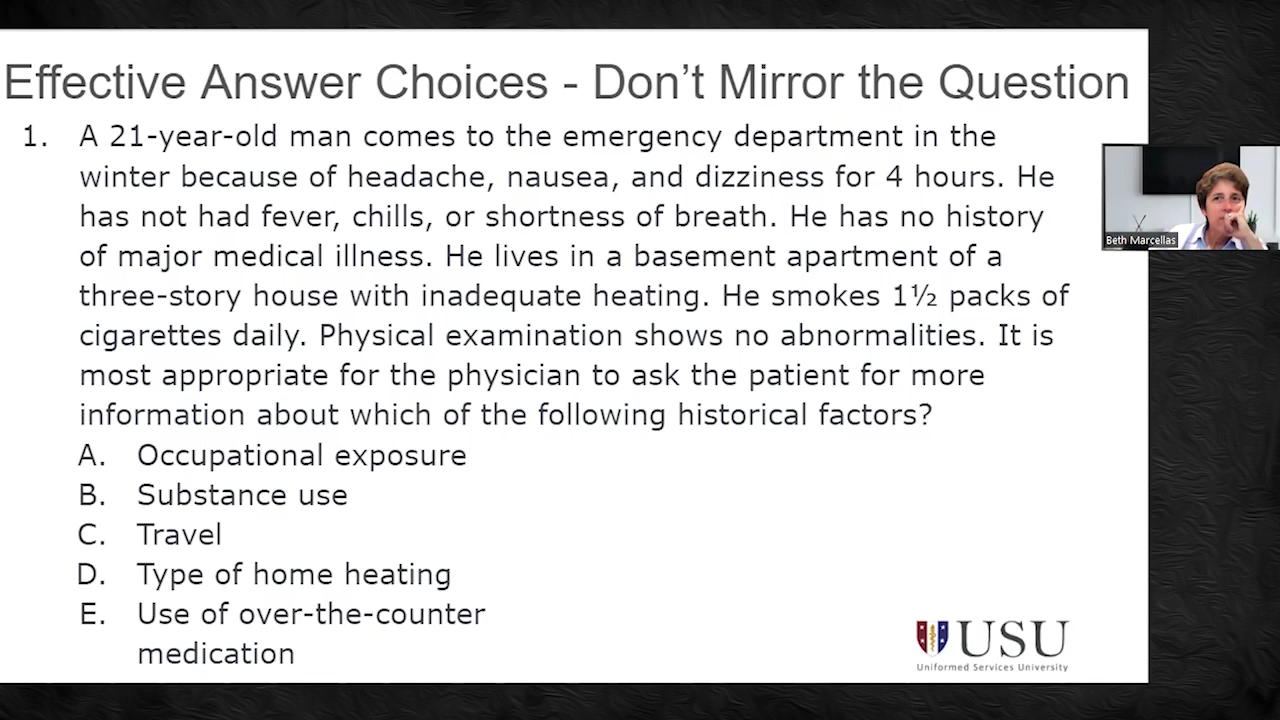 Effective Answer Choices - Don’t Mirror the Question
1. A 21-year-old man comes to the emergency department in the
winter because of headache, nausea, and dizziness for 4 hours. He
has not had fever, chills, or shortness of breath. He has no history
of major medical illness. He lives in a basement apartment of a
three-story house with inadequate heating. He smokes 1½ packs of
cigarettes daily. Physical examination shows no abnormalities. It is
most appropriate for the physician to ask the patient for more
information about which of the following historical factors?
A. Occupational exposure
B. Substance use
C. Travel
D. Type of home heating
E. Use of over-the-counter
medication
Beth Marcellas
USU
Uniformed Services University